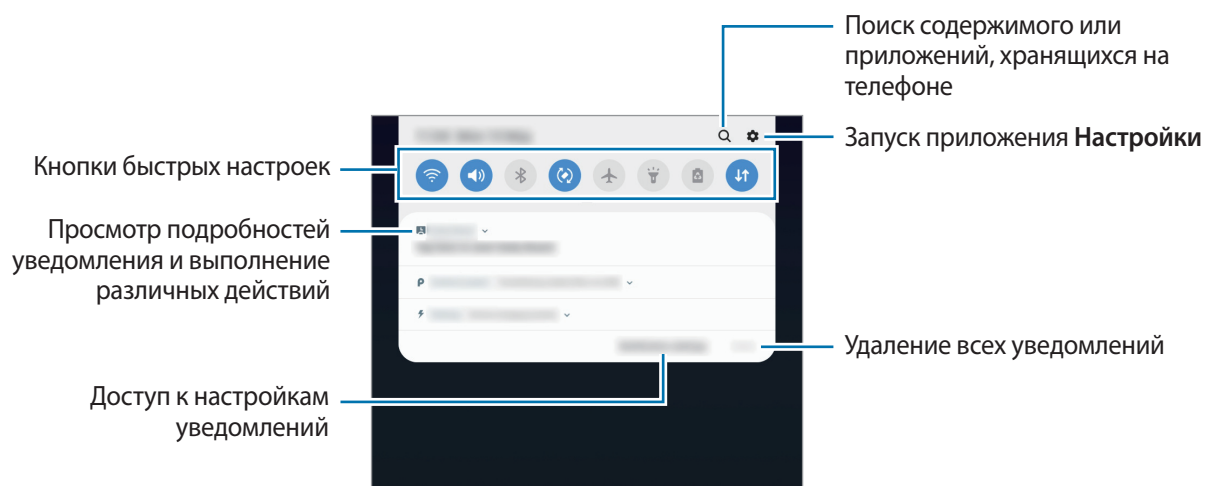 Поиск содержимого или
приложений, хранящихся на
телефоне
Запуск приложения Настройки
Кнопки быстрых настроек
Просмотр подробностей
уведомления и выполнение
различных действий
Удаление всех уведомлений
Доступ к настройкам
уведомлений